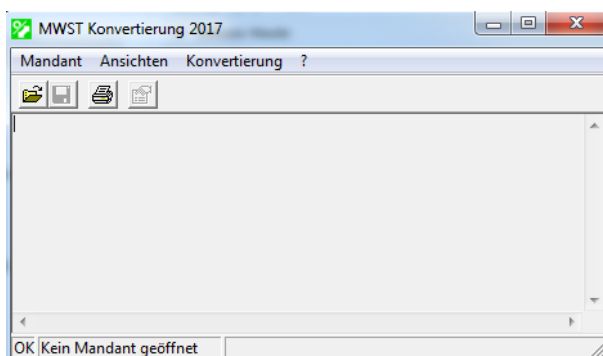 MWST Konvertierung 2017
Mandant Ansichten Konvertierung ?
OK Kein Mandant geöffnet